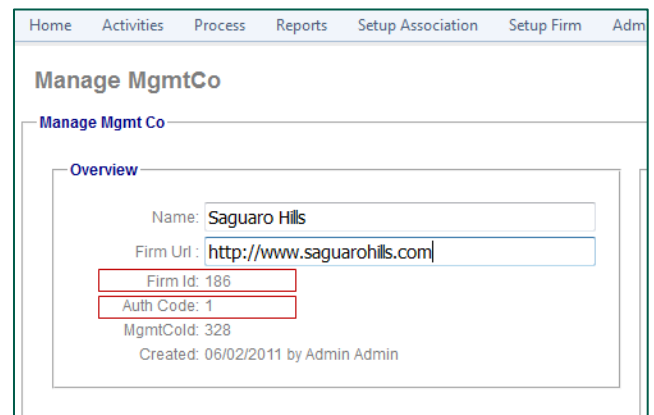 Home Activities Process Reports Setup Association Setup Firm Adm
Manage MgmtCo
Manage Mgmt Co
Overview
Name: Saguaro Hills
Firm Url : http://www.saguarohills.com
Firm Id: 186
Auth Code: 1
MgmtCoId: 328
Created: 06/02/2011 by Admin Admin